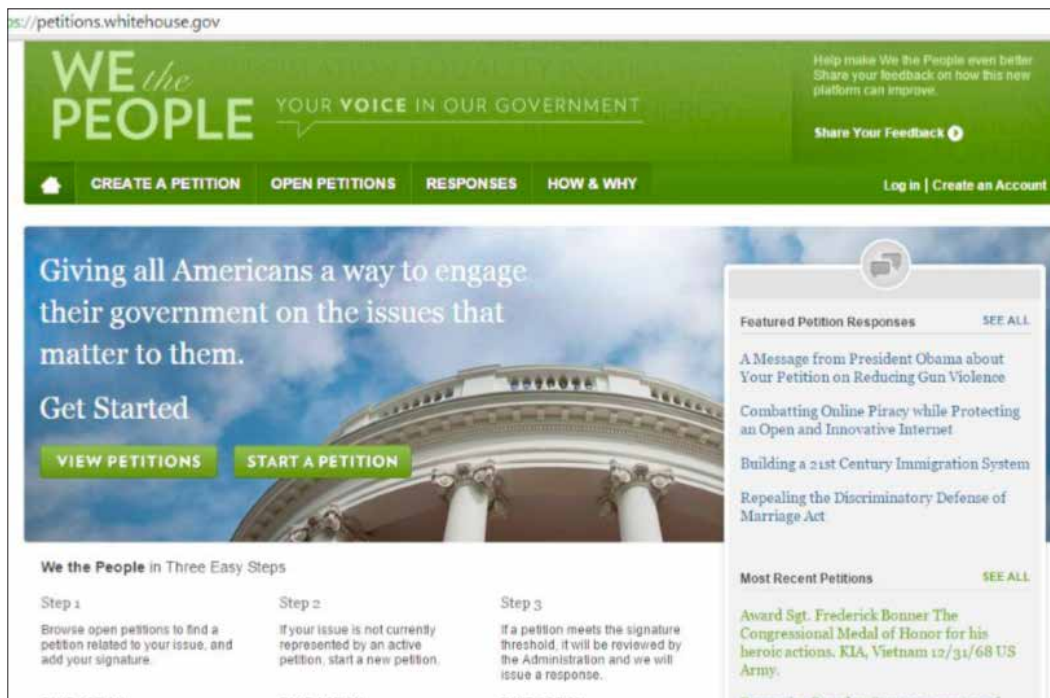 ps://petitions.whitehouse.gov
WE the
PEOPLE
YOUR VOICE IN OUR GOVERNMENT
Help make We the People even better
Share your feedback on how this new
platform can improve.
Share Your Feedback
CREATE A PETITION OPEN PETITIONS RESPONSES HOW & WHY
Log in | Create an Account
Giving all Americans a way to engage
their government on the issues that
matter to them.
Get Started
VIEW PETITIONS START A PETITION
Featured Petition Responses SEE ALL
A Message from President Obama about
Your Petition on Reducing Gun Violence
Combatting Online Piracy while Protecting
an Open and Innovative Internet
Building a 21st Century Immigration System
Repealing the Discriminatory Defense of
Marriage Act
We the People in Three Easy Steps
Step 1
Browse open petitions to find a
petition related to your issue, and
add your signature.
Step 2
If your issue is not currently
represented by an active
petition, start a new petition.
Step 3
If a petition meets the signature
threshold, it will be reviewed by
the Administration and we will
issue a response.
Most Recent Petitions SEE ALL
Award Sgt. Frederick Bonner The
Congressional Medal of Honor for his
heroic actions. KIA, Vietnam 12/31/68 US
Army.